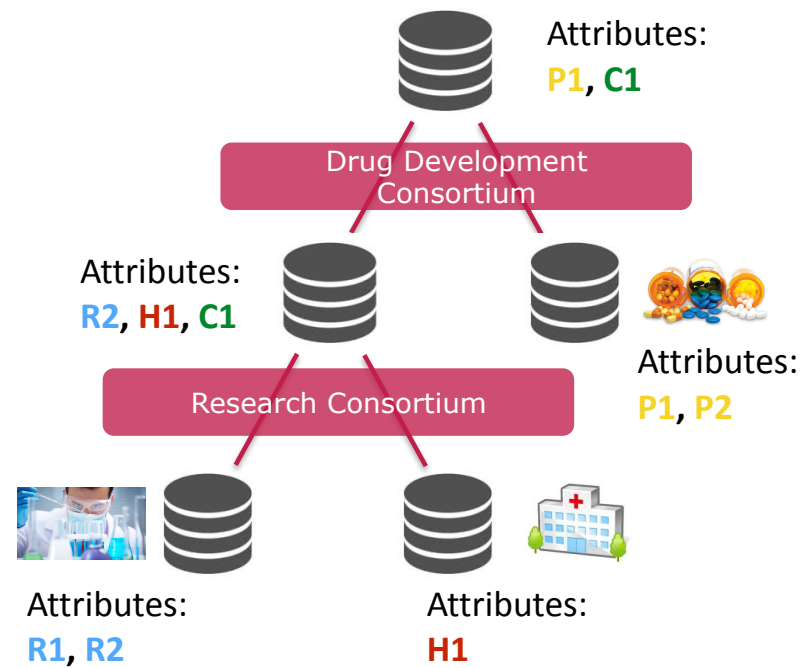 Attributes:
P1, C1
Drug Development
Consortium
Attributes:
R2, H1, C1
Attributes:
P1, P2
Research Consortium
Attributes:
R1, R2
Attributes:
H1